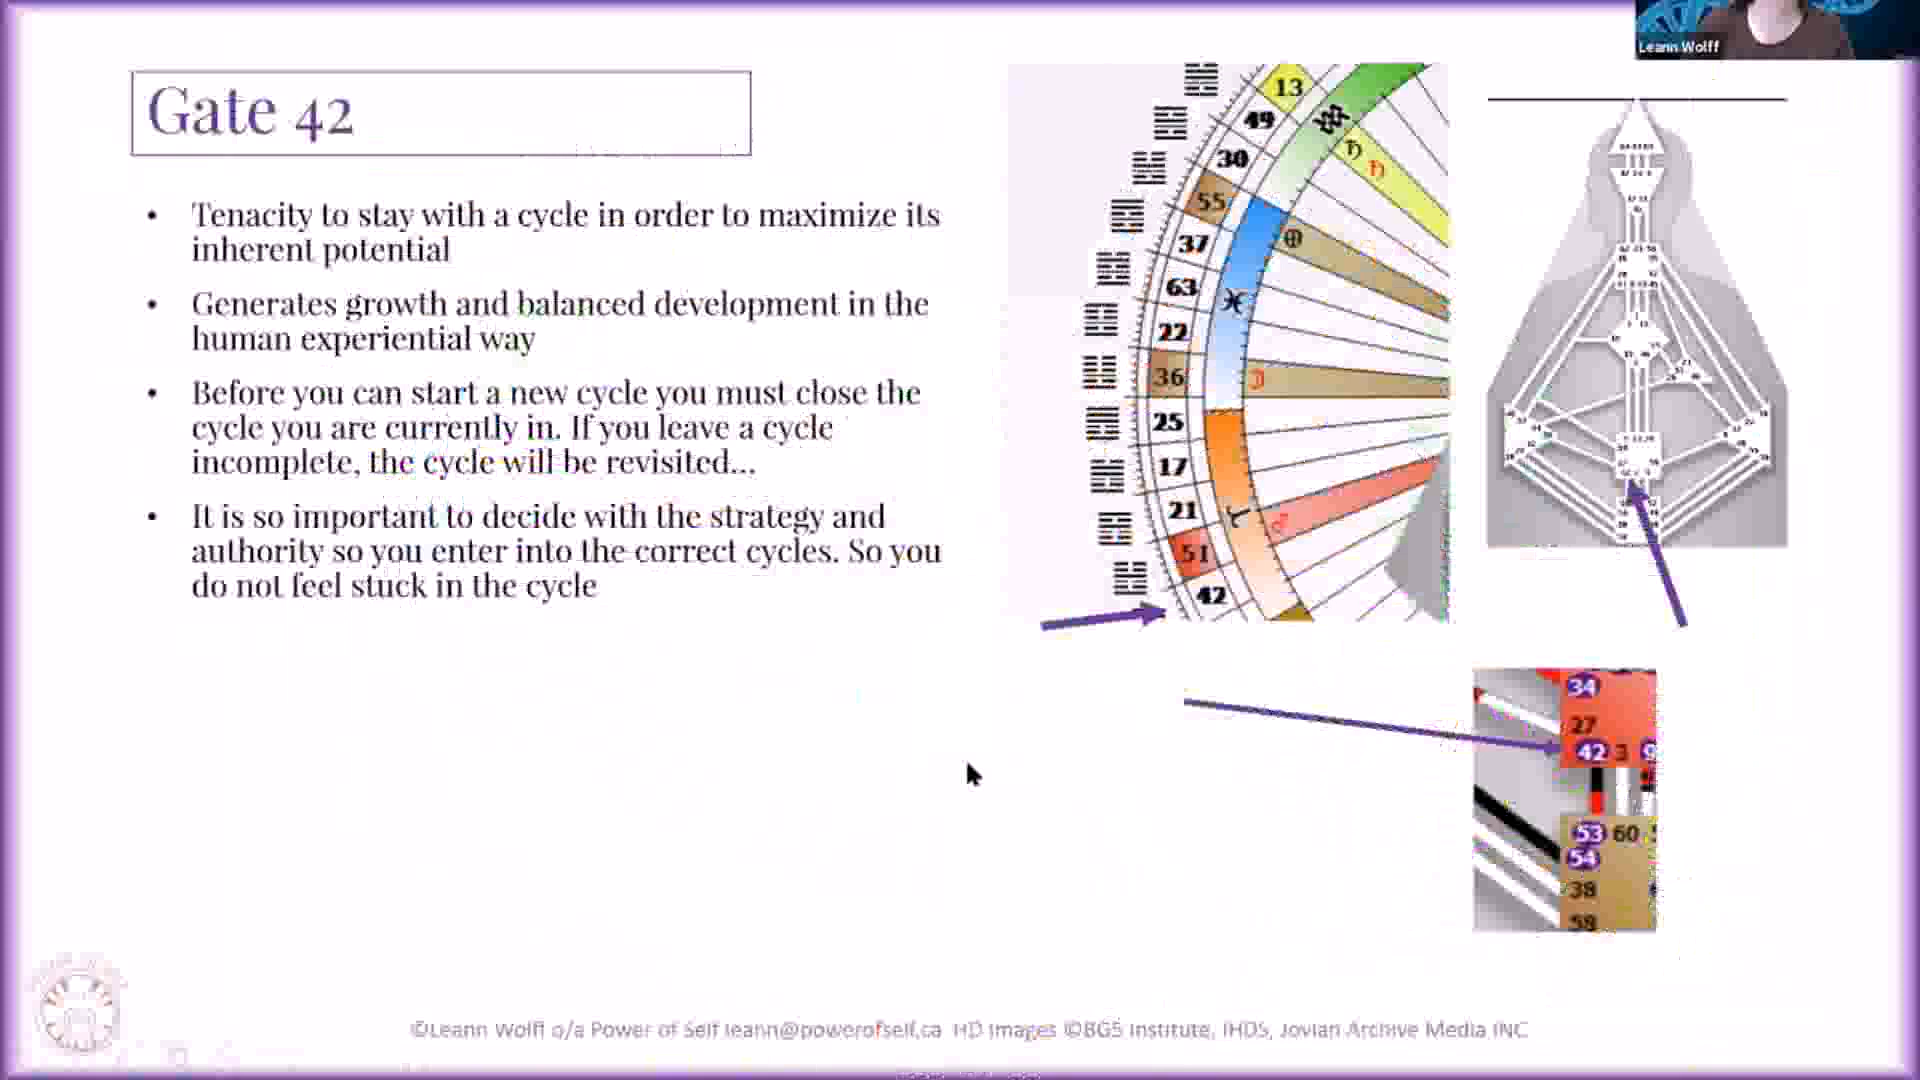 Leann Wolff
Gate 42
• Tenacity to stay with a cycle in order to maximize its
inherent potential
• Generates growth and balanced development in the
human experiential way
• Before you can start a new cycle you must close the
cycle you are currently in. If you leave a cycle
incomplete, the cycle will be revisited...
• It is so important to decide with the strategy and
authority so you enter into the correct cycles. So you
do not feel stuck in the cycle
13
49
30
55
37
63
22
36
25
17
21
51
42
34
27
42 3 9
53 60
54
38
58
©Leann Wolff o/a Power of Self leann@powerofself.ca HD Images ©BG5 Institute, IHDS, Jovian Archive Media INC